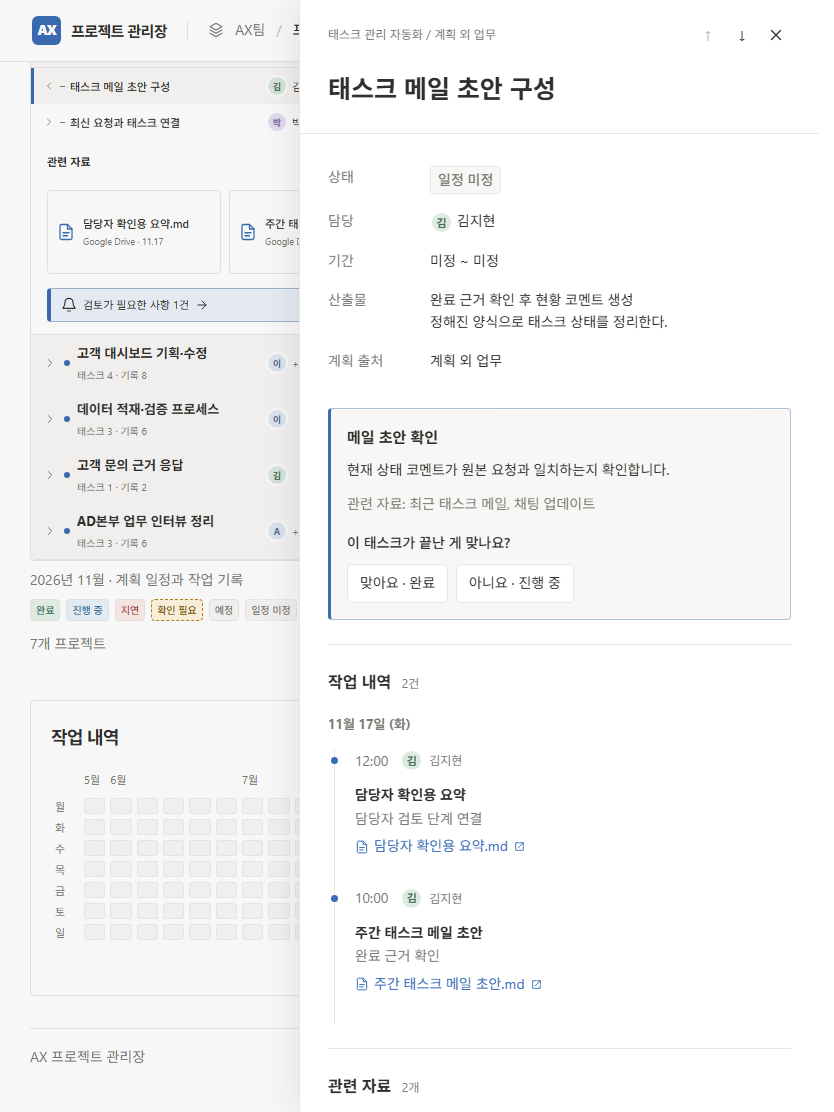 AX 프로젝트 관리장
AX팀 /
– 태스크 메일 초안 구성
김
– 최신 요청과 태스크 연결
박
관련 자료
담당자 확인용 요약.md
Google Drive · 11.17
주간 태
Google D
검토가 필요한 사항 1건 →
고객 대시보드 기획·수정
태스크 4 · 기록 8
이 +
데이터 적재·검증 프로세스
태스크 3 · 기록 6
이
고객 문의 근거 응답
태스크 1 · 기록 2
김
AD본부 업무 인터뷰 정리
태스크 3 · 기록 6
A +
2026년 11월 · 계획 일정과 작업 기록
완료 진행 중 지연 확인 필요 예정 일정 미정
7개 프로젝트
작업 내역
5월 6월 7월
월
화
수
목
금
토
일
AX 프로젝트 관리장
태스크 관리 자동화 / 계획 외 업무
↑ ↓ ×
태스크 메일 초안 구성
상태 일정 미정
담당 김 김지현
기간 미정 ~ 미정
산출물 완료 근거 확인 후 현황 코멘트 생성
정해진 양식으로 태스크 상태를 정리한다.
계획 출처 계획 외 업무
메일 초안 확인
현재 상태 코멘트가 원본 요청과 일치하는지 확인합니다.
관련 자료: 최근 태스크 메일, 채팅 업데이트
이 태스크가 끝난 게 맞나요?
맞아요 · 완료 아니요 · 진행 중
작업 내역 2건
11월 17일 (화)
12:00 김 김지현
담당자 확인용 요약
담당자 검토 단계 연결
담당자 확인용 요약.md
10:00 김 김지현
주간 태스크 메일 초안
완료 근거 확인
주간 태스크 메일 초안.md
관련 자료 2개